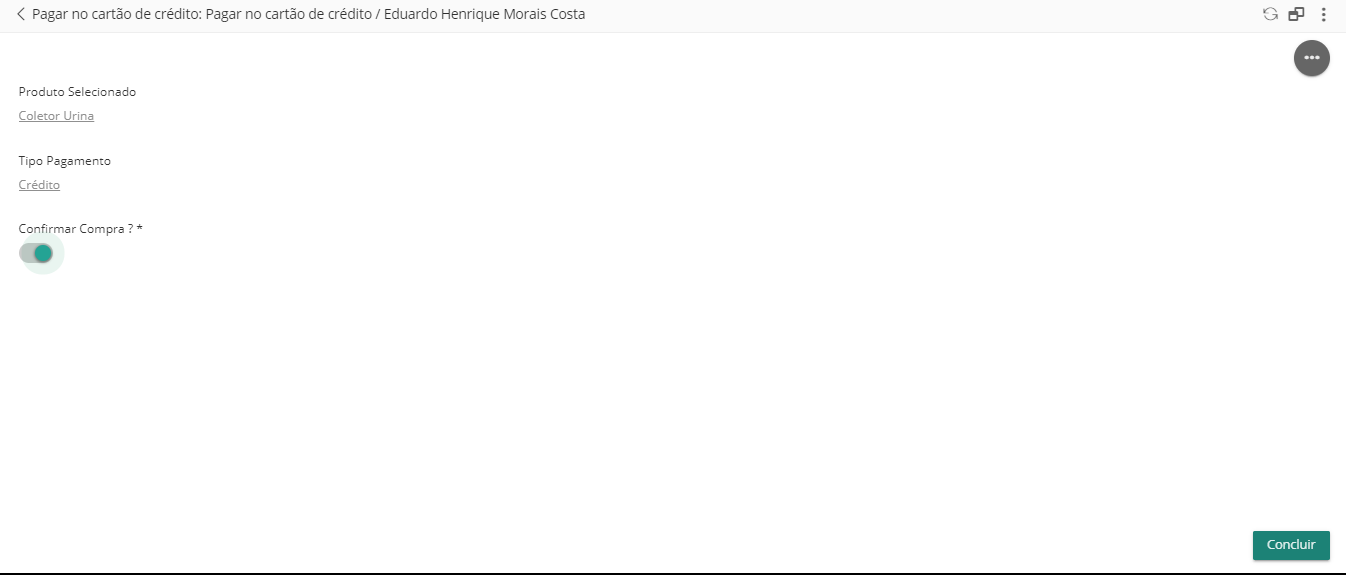 Pagar no cartão de crédito: Pagar no cartão de crédito / Eduardo Henrique Morais Costa
Produto Selecionado
Coletor Urina
Tipo Pagamento
Crédito
Confirmar Compra ? *
Concluir